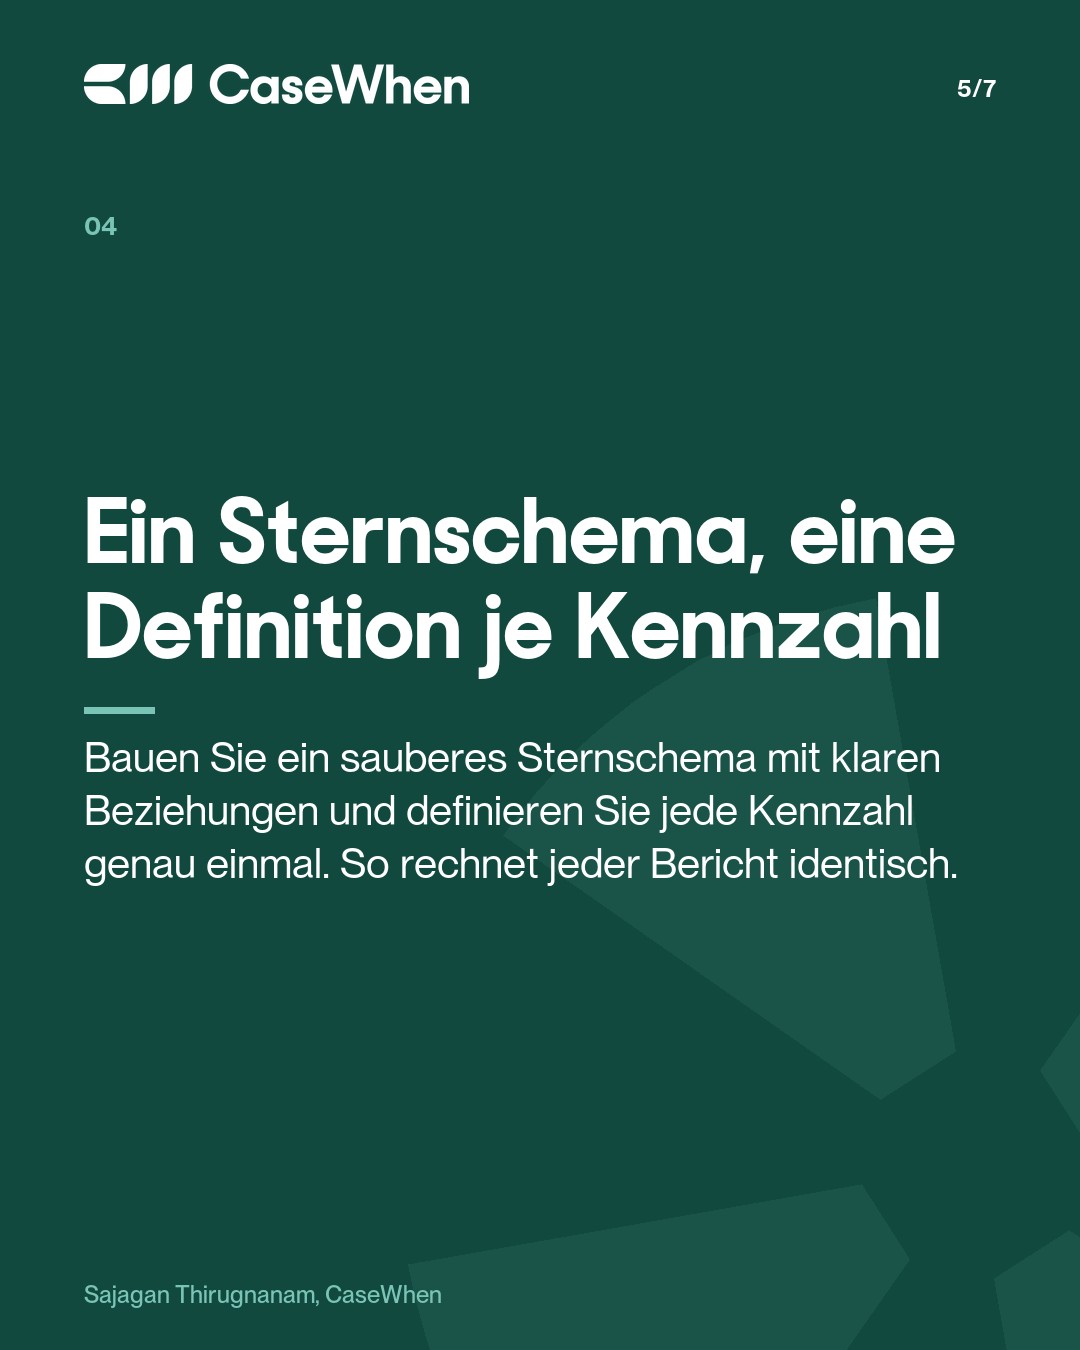 CaseWhen
5/7
04
Ein Sternschema, eine
Definition je Kennzahl
Bauen Sie ein sauberes Sternschema mit klaren
Beziehungen und definieren Sie jede Kennzahl
genau einmal. So rechnet jeder Bericht identisch.
Sajagan Thirugnanam, CaseWhen